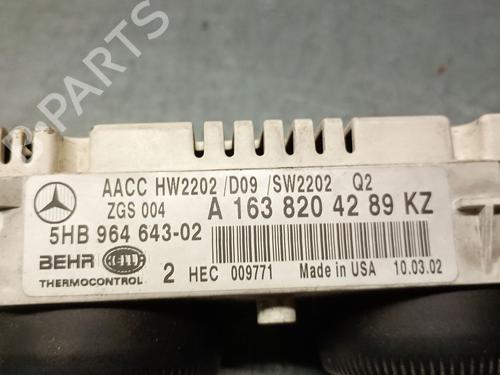 B-PARTS
AACC HW2202 /D09 /SW2202 Q2
ZGS 004 A 163 820 42 89 KZ
5HB 964 643-02
BEHR HELLA
THERMOCONTROL
2 HEC 009771 Made in USA 10.03.02